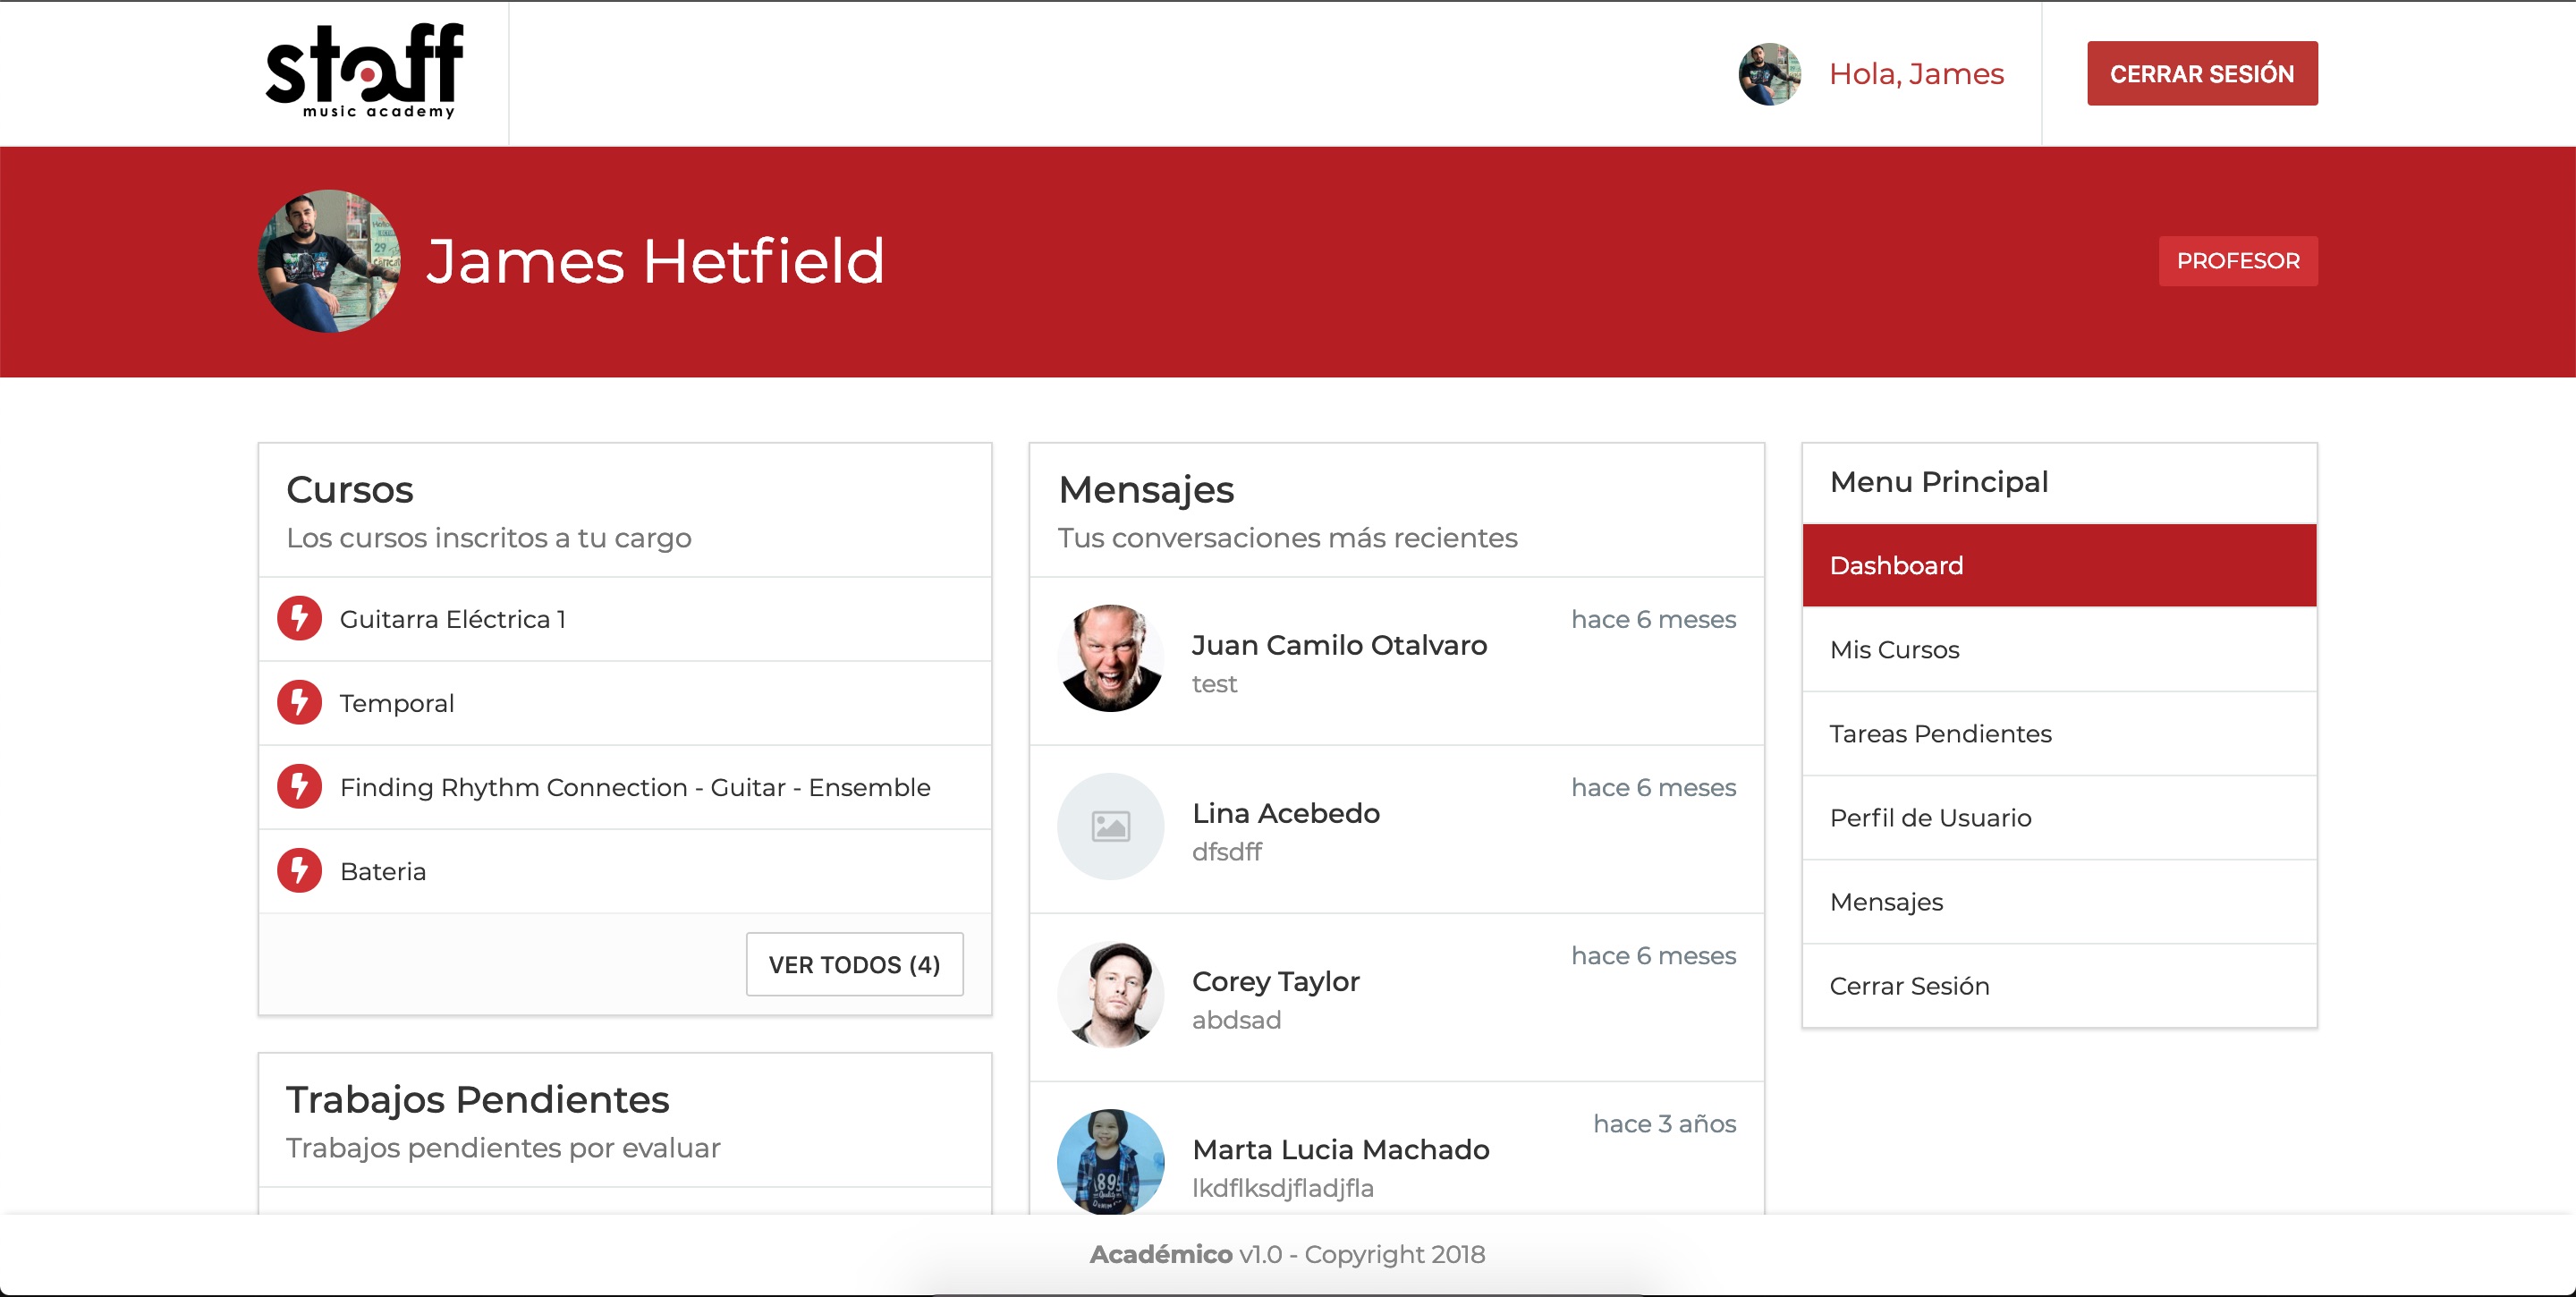 staff
music academy
Hola, James
CERRAR SESIÓN
James Hetfield
PROFESOR
Cursos
Los cursos inscritos a tu cargo
Guitarra Eléctrica 1
Temporal
Finding Rhythm Connection - Guitar - Ensemble
Bateria
VER TODOS (4)
Trabajos Pendientes
Trabajos pendientes por evaluar
Mensajes
Tus conversaciones más recientes
Juan Camilo Otalvaro
hace 6 meses
test
Lina Acebedo
hace 6 meses
dfsdff
Corey Taylor
hace 6 meses
abdsad
Marta Lucia Machado
hace 3 años
lkdflksdjfladjfla
Menu Principal
Dashboard
Mis Cursos
Tareas Pendientes
Perfil de Usuario
Mensajes
Cerrar Sesión
Académico v1.0 - Copyright 2018